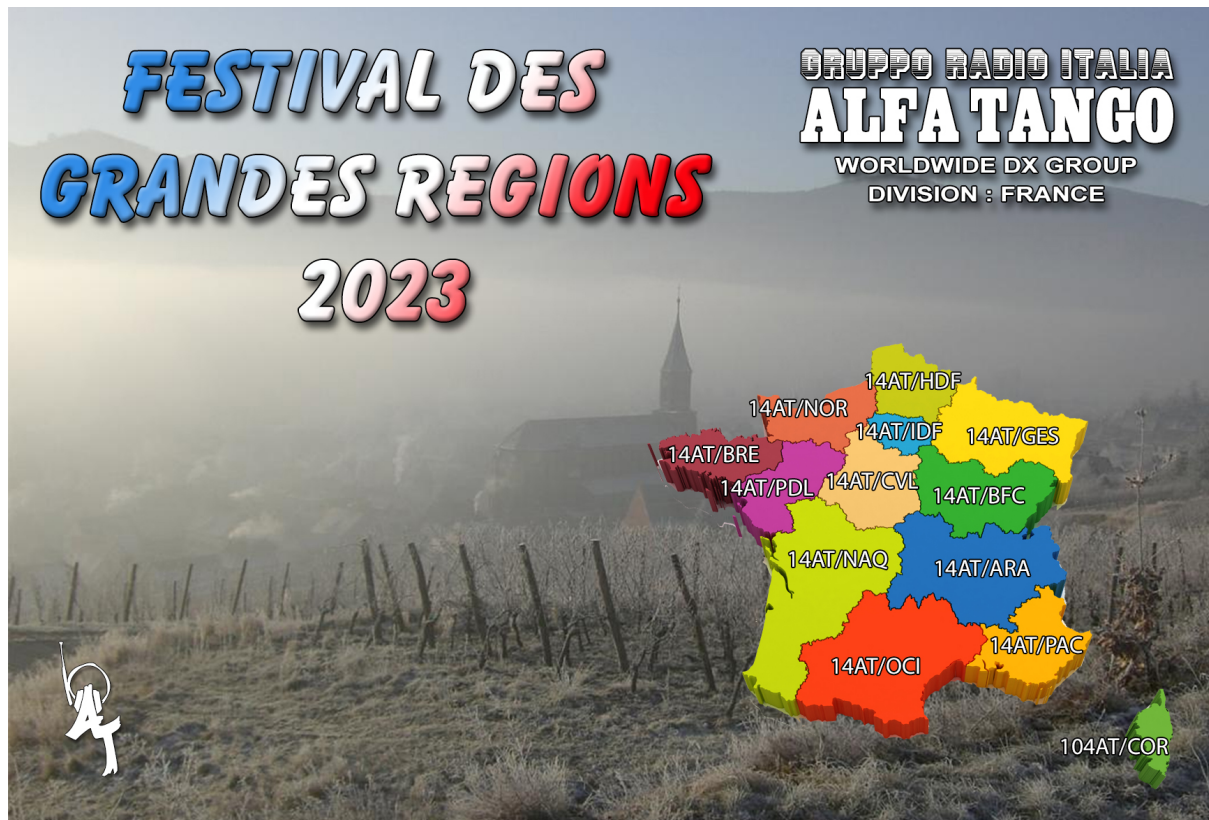 FESTIVAL DES
GRANDES REGIONS
2023
GRUPPO RADIO ITALIA
ALFA TANGO
WORLDWIDE DX GROUP
DIVISION : FRANCE
14AT/HDF
14AT/NOR
14AT/IDF
14AT/GES
14AT/BRE
14AT/PDL
14AT/CVL
14AT/BFC
14AT/NAQ
14AT/ARA
14AT/PAC
14AT/OCI
104AT/COR
AT